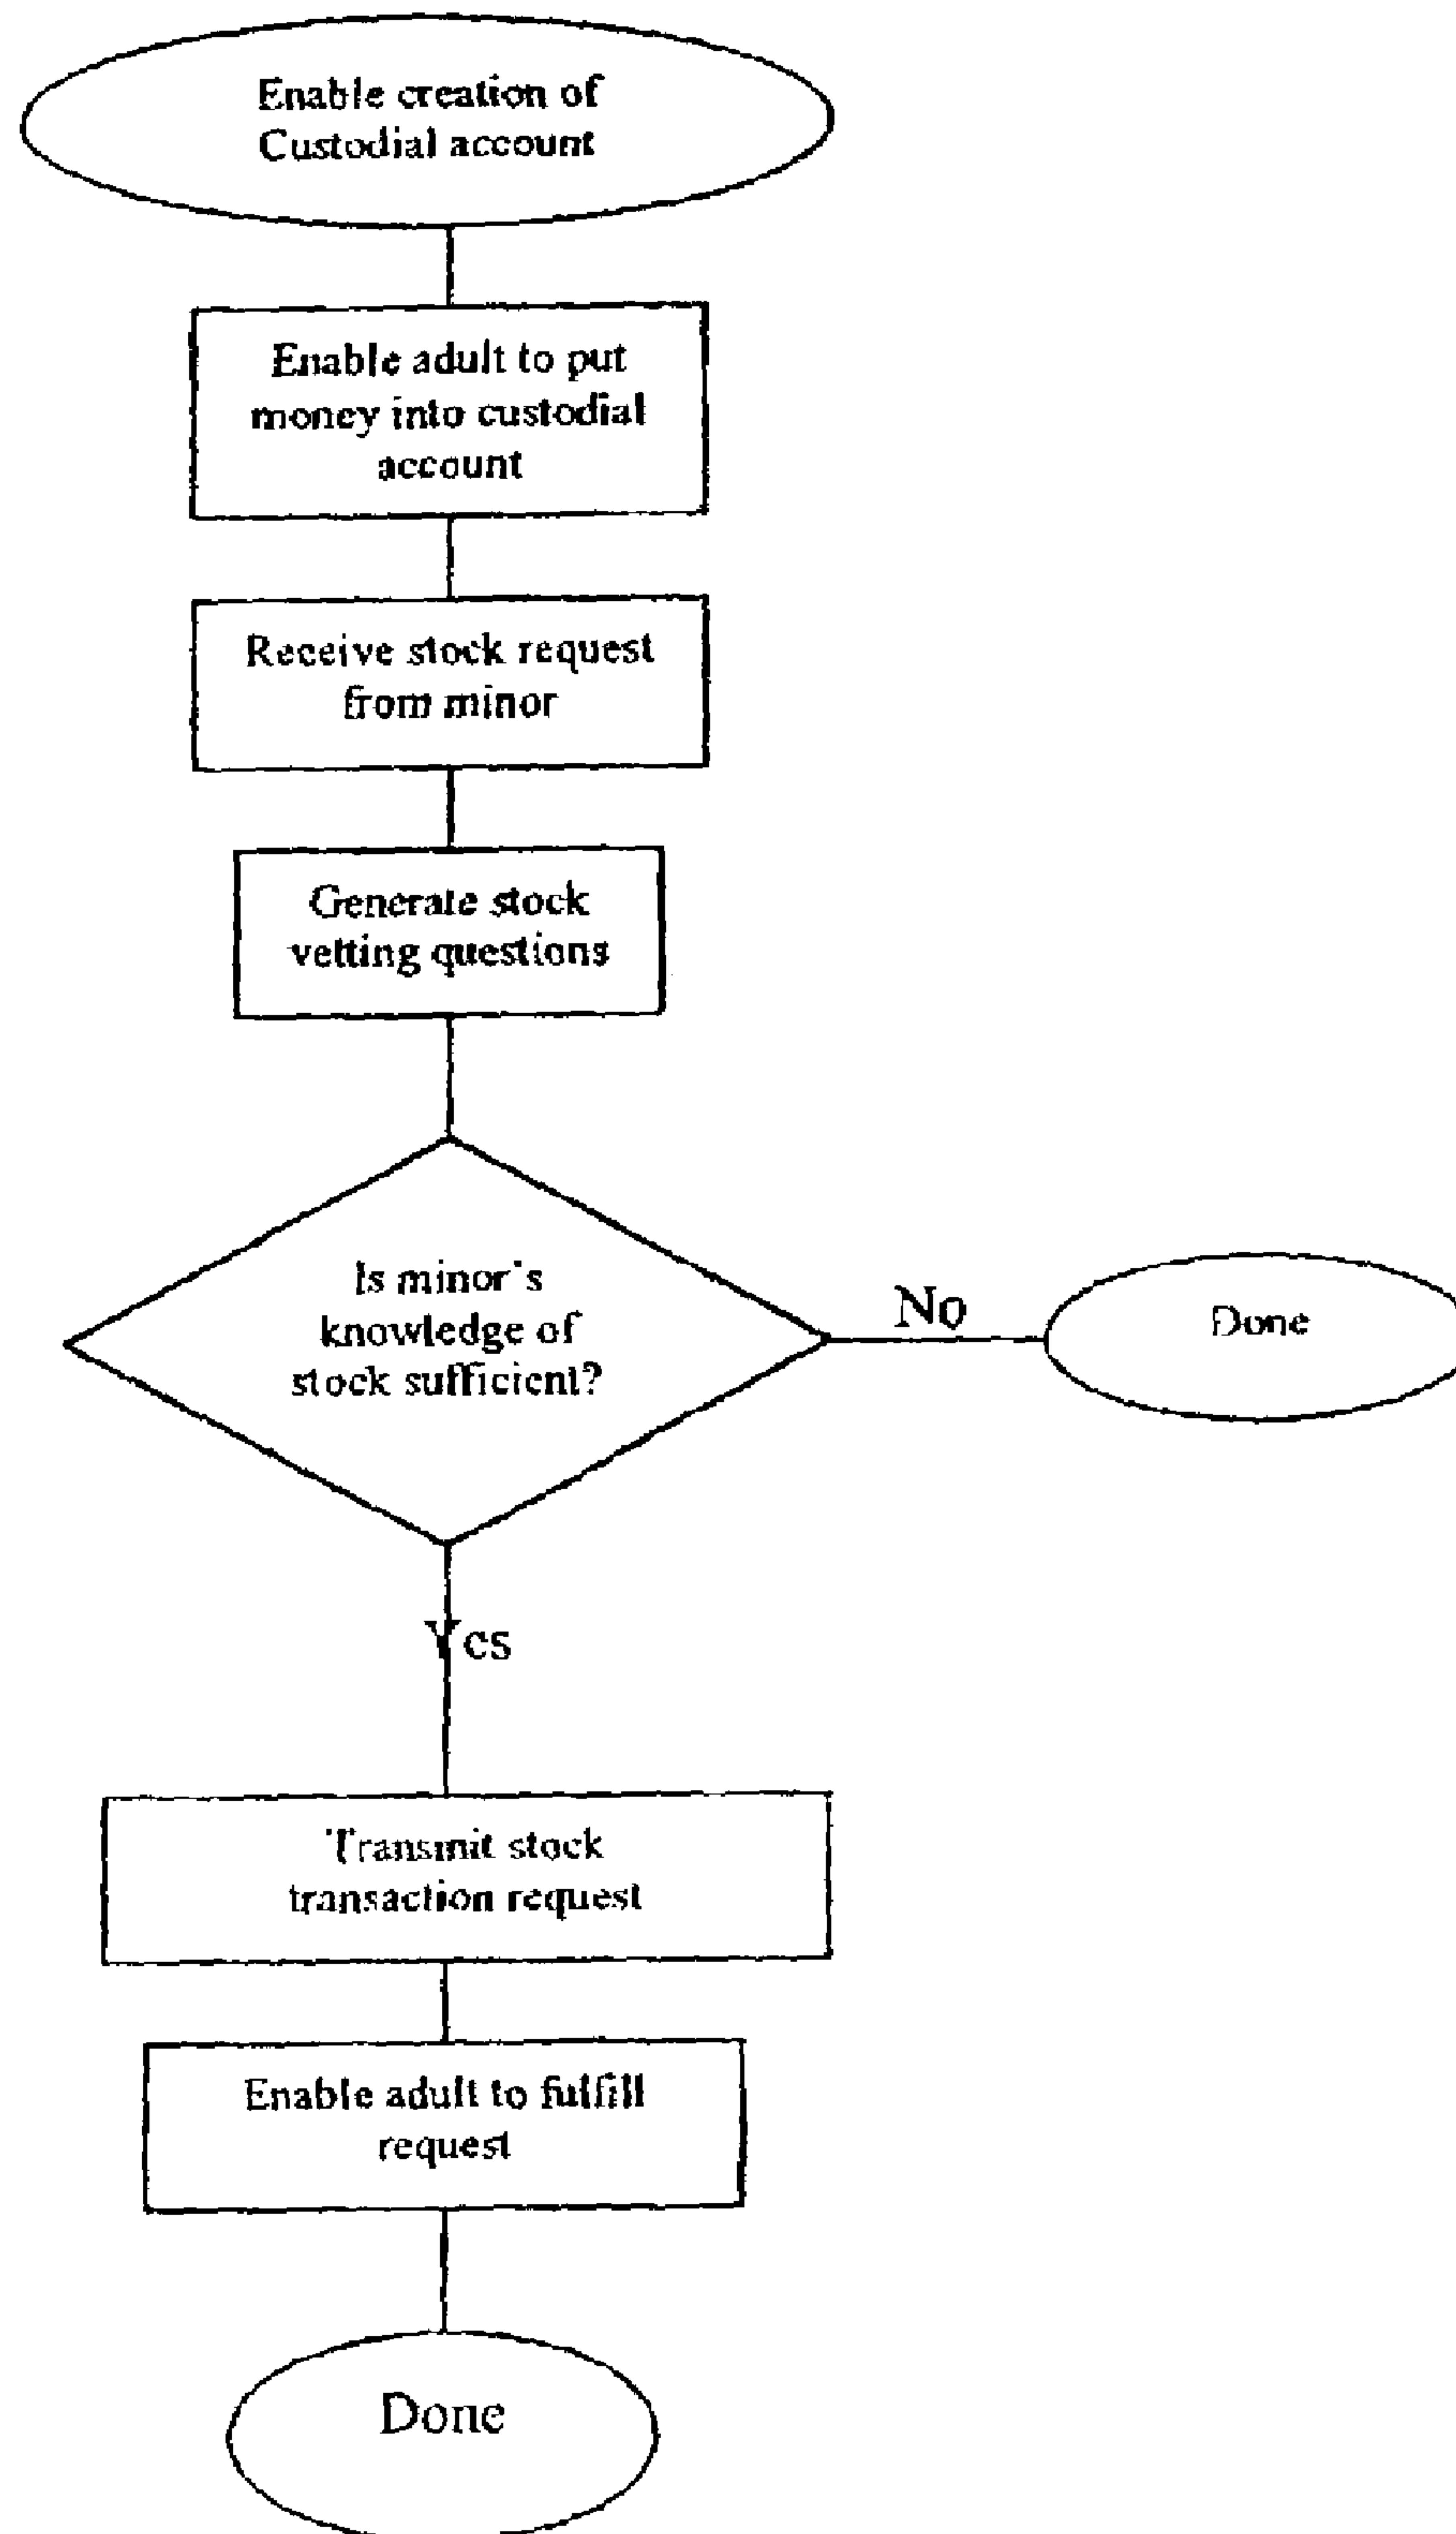 Enable creation of
Custodial account
Enable adult to put
money into custodial
account
Receive stock request
from minor
Generate stock
vetting questions
Is minor's
knowledge of
stock sufficient?
No
Done
Yes
Transmit stock
transaction request
Enable adult to fulfill
request
Done